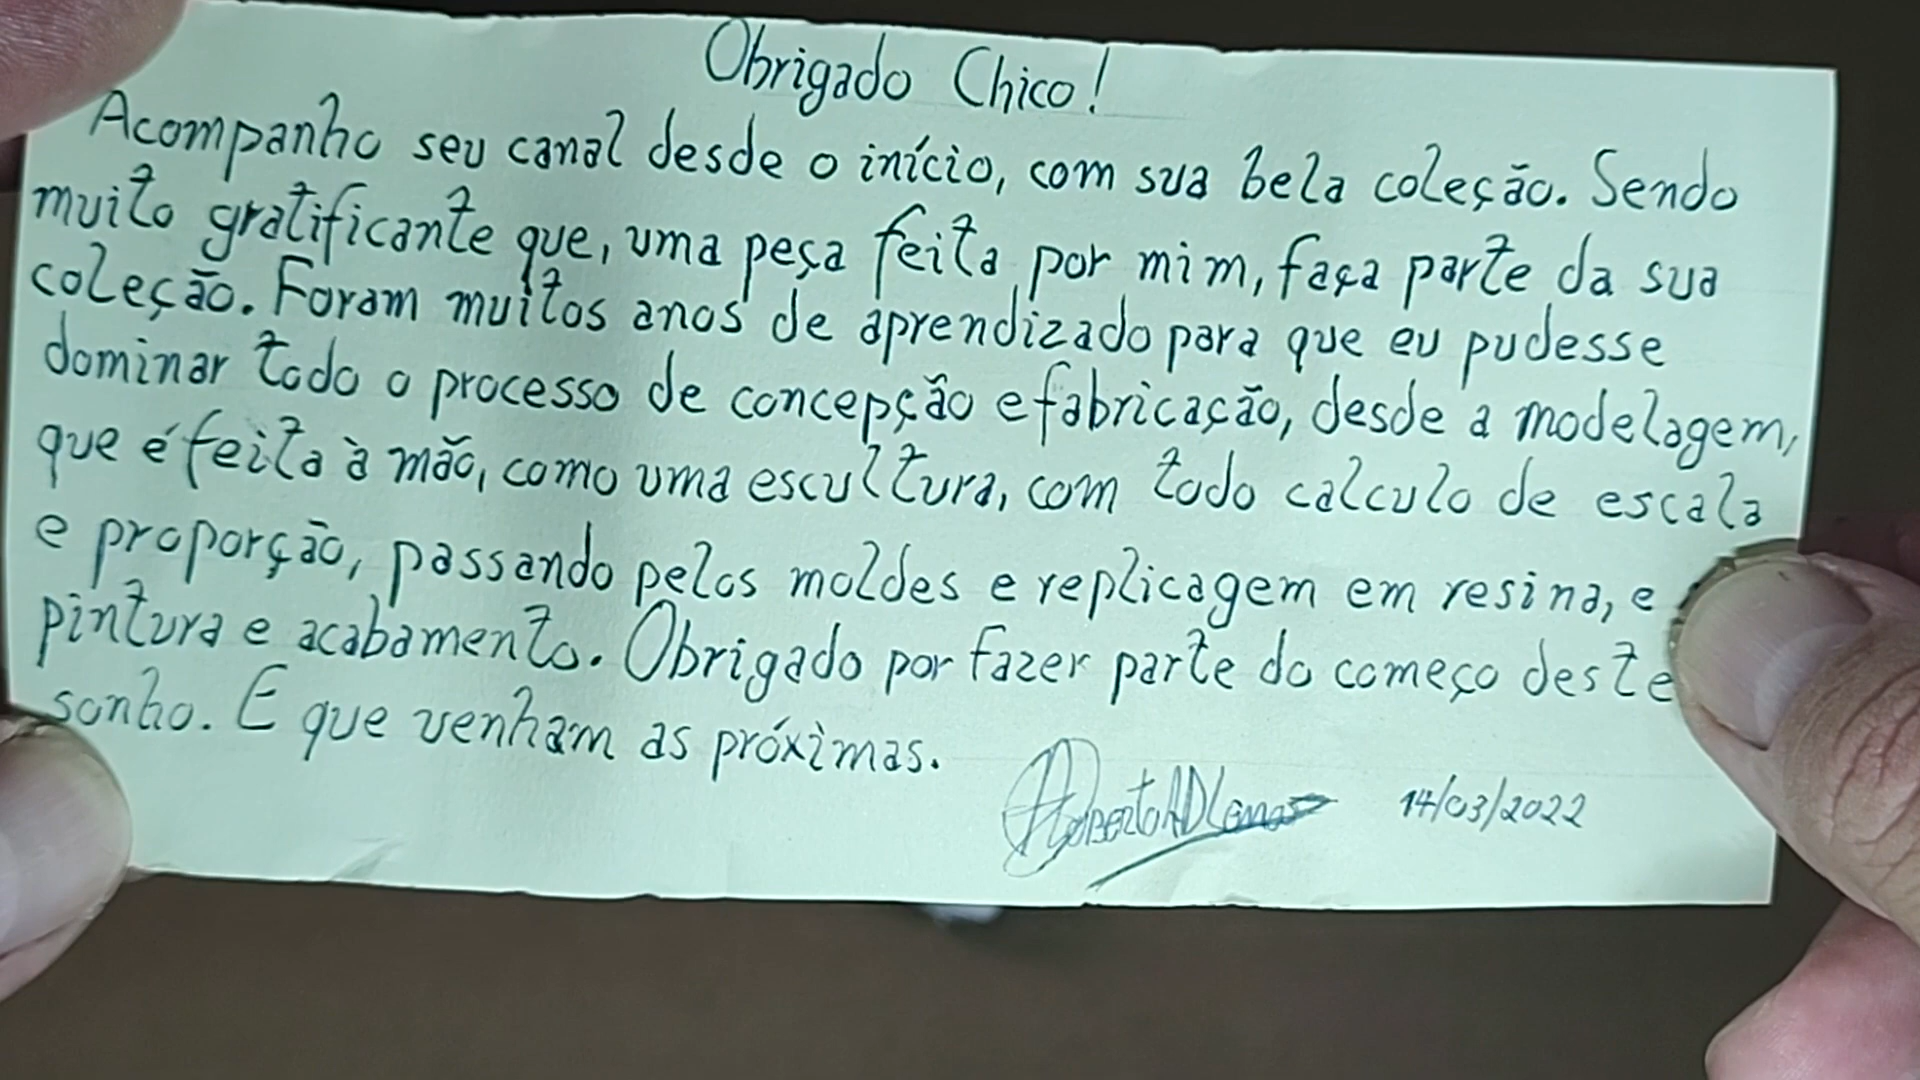 Obrigado Chico!
Acompanho seu canal desde o início, com sua bela coleção. Sendo
muito gratificante que, uma peça feita por mim, faça parte da sua
coleção. Foram muitos anos de aprendizado para que eu pudesse
dominar todo o processo de concepção e fabricação, desde a modelagem,
que é feita à mão, como uma escultura, com todo calculo de escala
e proporção, passando pelos moldes e replicagem em resina, e
pintura e acabamento. Obrigado por fazer parte do começo deste
sonho. E que venham as próximas.
14/03/2022